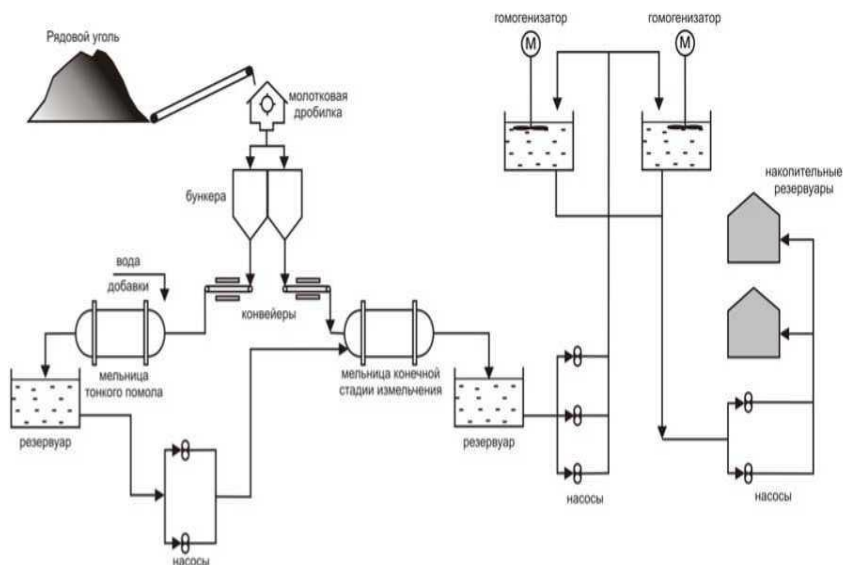 гомогенизатор
гомогенизатор
М
М
Рядовой уголь
молотковая
дробилка
накопительные
резервуары
бункера
вода
добавки
конвейеры
мельница
тонкого помола
мельница конечной
стадии измельчения
резервуар
резервуар
насосы
насосы
насосы